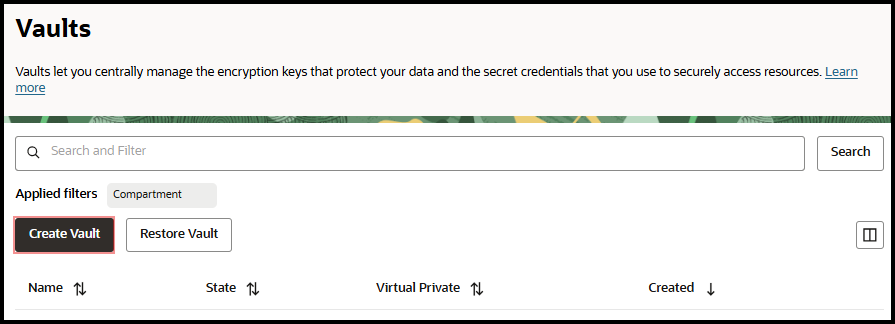 Vaults
Vaults let you centrally manage the encryption keys that protect your data and the secret credentials that you use to securely access resources. Learn
more
Search and Filter
Search
Applied filters Compartment
Create Vault Restore Vault
Name State Virtual Private Created